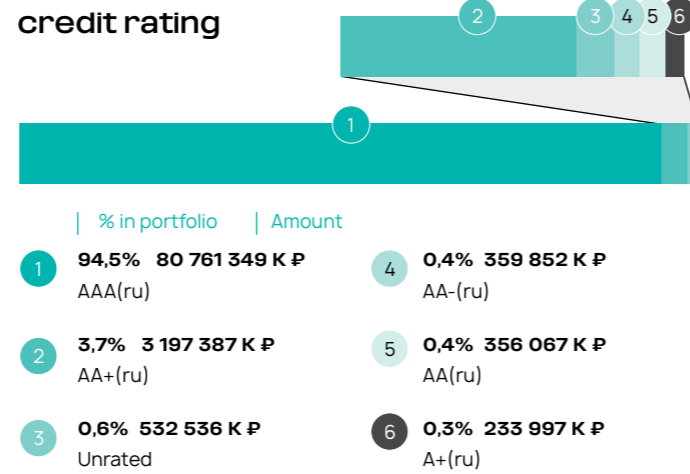 credit rating
2 3 4 5 6
1
% in portfolio Amount
1 94,5% 80 761 349 K ₽
AAA(ru)
2 3,7% 3 197 387 K ₽
AA+(ru)
3 0,6% 532 536 K ₽
Unrated
4 0,4% 359 852 K ₽
AA-(ru)
5 0,4% 356 067 K ₽
AA(ru)
6 0,3% 233 997 K ₽
A+(ru)